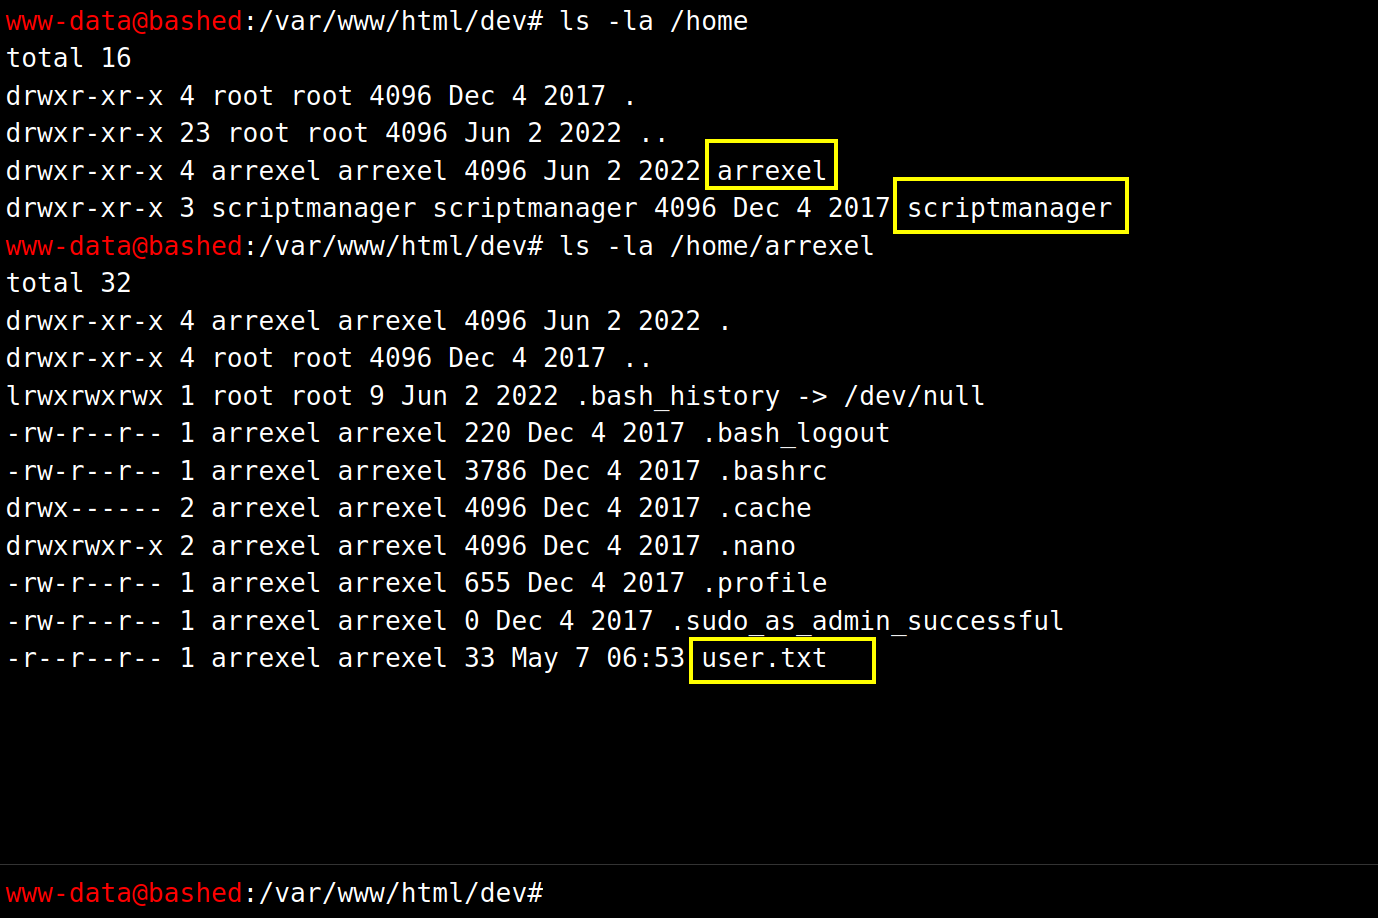 www-data@bashed:/var/www/html/dev# ls -la /home
total 16
drwxr-xr-x 4 root root 4096 Dec 4 2017 .
drwxr-xr-x 23 root root 4096 Jun 2 2022 ..
drwxr-xr-x 4 arrexel arrexel 4096 Jun 2 2022 arrexel
drwxr-xr-x 3 scriptmanager scriptmanager 4096 Dec 4 2017 scriptmanager
www-data@bashed:/var/www/html/dev# ls -la /home/arrexel
total 32
drwxr-xr-x 4 arrexel arrexel 4096 Jun 2 2022 .
drwxr-xr-x 4 root root 4096 Dec 4 2017 ..
lrwxrwxrwx 1 root root 9 Jun 2 2022 .bash_history -> /dev/null
-rw-r--r-- 1 arrexel arrexel 220 Dec 4 2017 .bash_logout
-rw-r--r-- 1 arrexel arrexel 3786 Dec 4 2017 .bashrc
drwx------ 2 arrexel arrexel 4096 Dec 4 2017 .cache
drwxrwxr-x 2 arrexel arrexel 4096 Dec 4 2017 .nano
-rw-r--r-- 1 arrexel arrexel 655 Dec 4 2017 .profile
-rw-r--r-- 1 arrexel arrexel 0 Dec 4 2017 .sudo_as_admin_successful
-r--r--r-- 1 arrexel arrexel 33 May 7 06:53 user.txt
www-data@bashed:/var/www/html/dev#